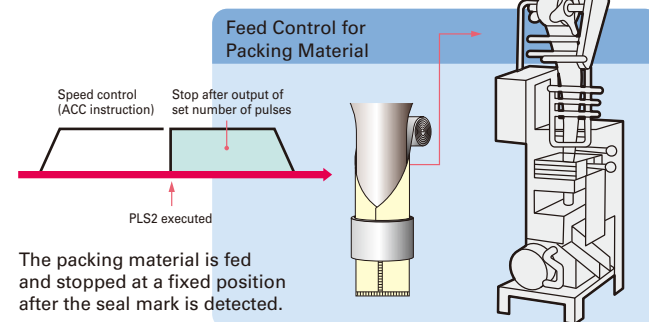 Feed Control for
Packing Material
Speed control
(ACC instruction)
Stop after output of
set number of pulses
PLS2 executed
The packing material is fed
and stopped at a fixed position
after the seal mark is detected.